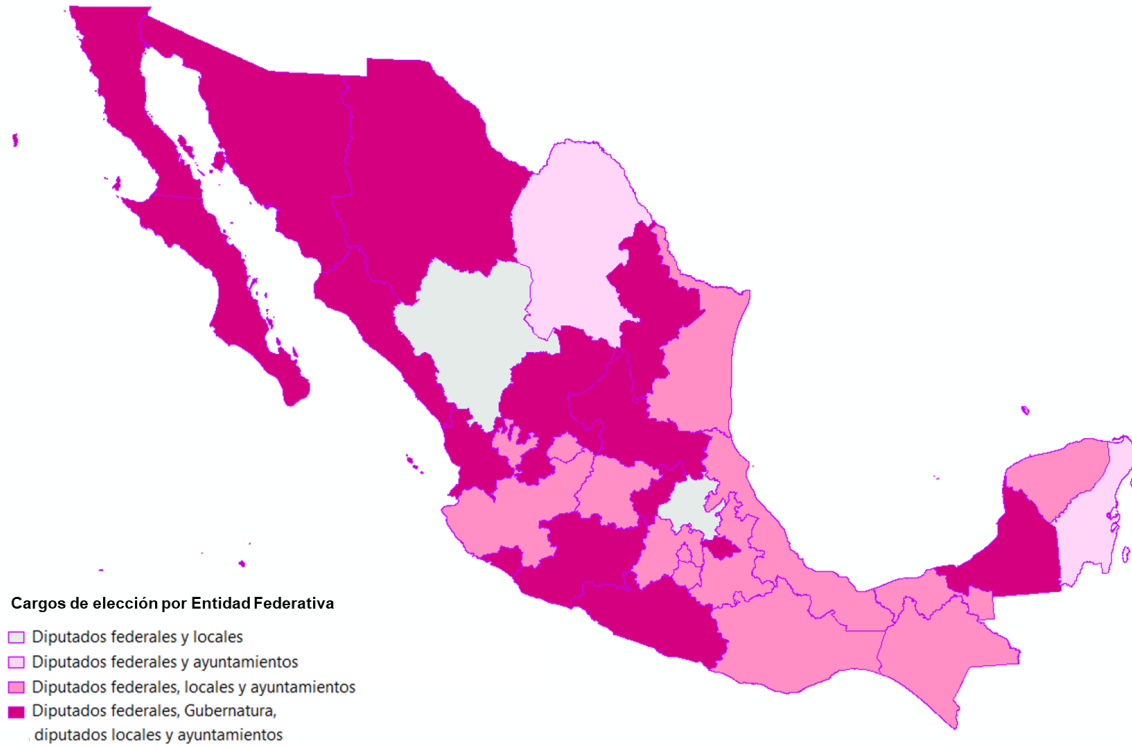 Cargos de elección por Entidad Federativa
Diputados federales y locales
Diputados federales y ayuntamientos
Diputados federales, locales y ayuntamientos
Diputados federales, Gubernatura,
diputados locales y ayuntamientos